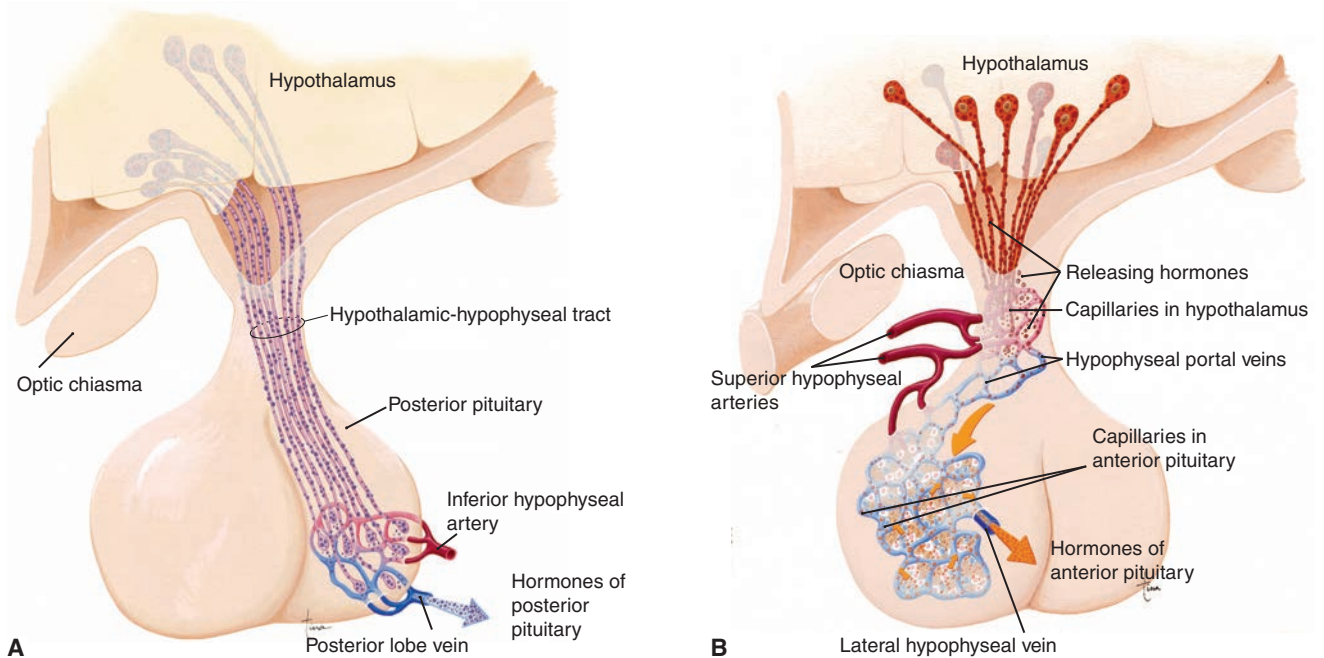 Hypothalamus
Optic chiasma
Hypothalamic-hypophyseal tract
Posterior pituitary
Inferior hypophyseal
artery
Hormones of
posterior
pituitary
Posterior lobe vein
A
Hypothalamus
Optic chiasma
Releasing hormones
Capillaries in hypothalamus
Hypophyseal portal veins
Superior hypophyseal
arteries
Capillaries in
anterior pituitary
Hormones of
anterior pituitary
Lateral hypophyseal vein
B